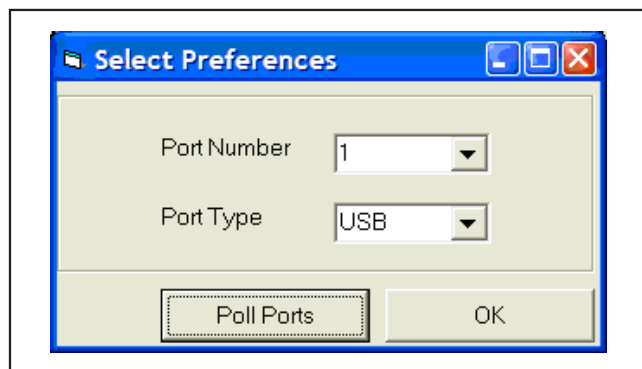 Select Preferences
Port Number 1
Port Type USB
Poll Ports OK